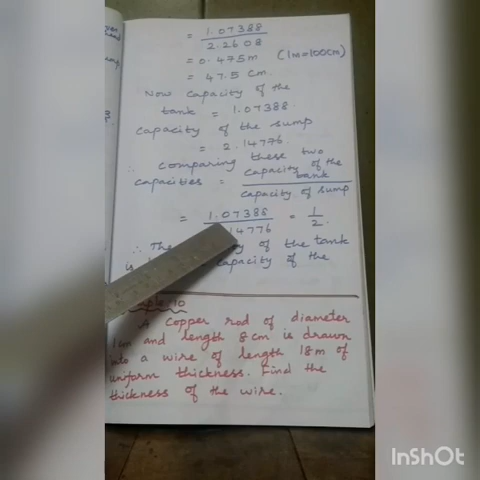 = 1.07388
2.2608
= 0.475m (1m=100cm)
= 47.5 cm.
Now capacity of the
tank = 1.07388.
capacity of the sump
= 2.14776
∴ comparing these two
capacities = capacity of the tank
capacity of sump
= 1.07388 = 1
14776 2.
∴ The of the tank
is capacity of the
10
A copper rod of diameter
1cm and length 8cm is drawn
into a wire of length 18m of
uniform thickness. Find the
thickness of the wire.
InShOt